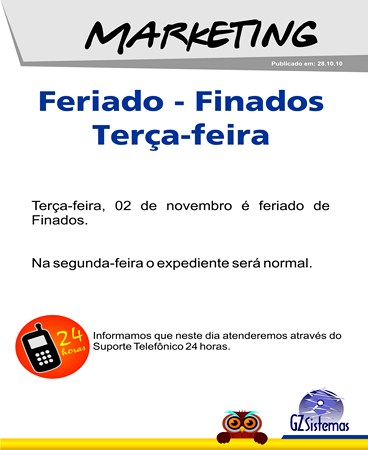 MARKETING
Publicado em: 28.10.10
Feriado - Finados
Terça-feira
Terça-feira, 02 de novembro é feriado de
Finados.
Na segunda-feira o expediente será normal.
24
horas
Informamos que neste dia atenderemos através do
Suporte Telefônico 24 horas.
GZ Sistemas